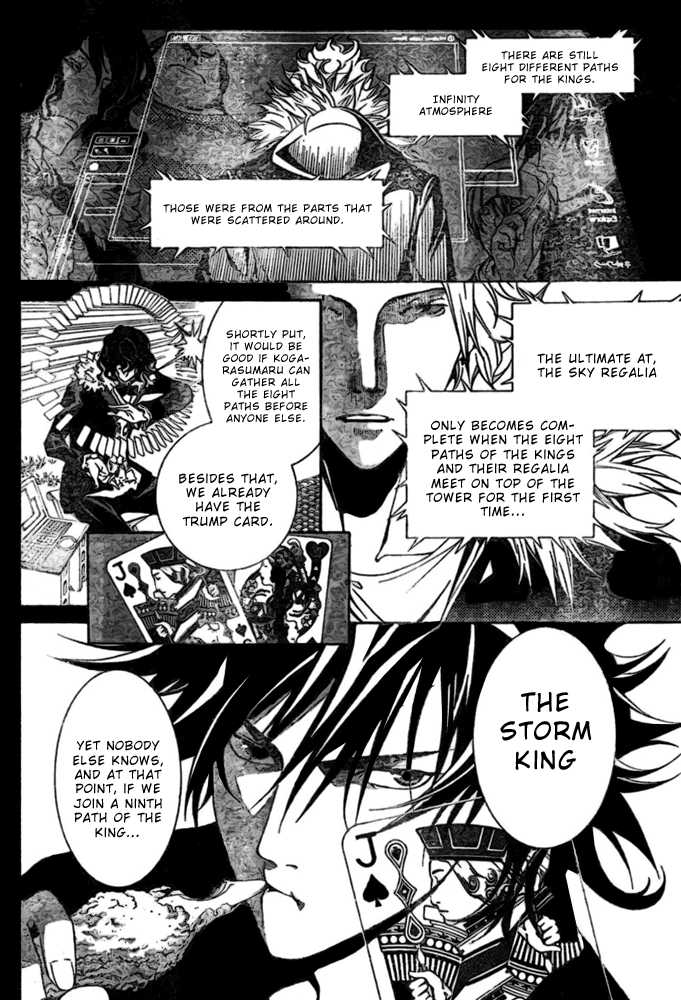 THERE ARE STILL
EIGHT DIFFERENT PATHS
FOR THE KINGS.
INFINITY
ATMOSPHERE
THOSE WERE FROM THE PARTS THAT
WERE SCATTERED AROUND.
THE ULTIMATE AT,
THE SKY REGALIA
ONLY BECOMES COM-
PLETE WHEN THE EIGHT
PATHS OF THE KINGS
AND THEIR REGALIA
MEET ON TOP OF THE
TOWER FOR THE FIRST
TIME...
SHORTLY PUT,
IT WOULD BE
GOOD IF KOGA-
RASUMARU CAN
GATHER ALL
THE EIGHT
PATHS BEFORE
ANYONE ELSE.
BESIDES THAT,
WE ALREADY
HAVE THE
TRUMP CARD.
J
THE
STORM
KING
YET NOBODY
ELSE KNOWS,
AND AT THAT
POINT, IF WE
JOIN A NINTH
PATH OF THE
KING...
J